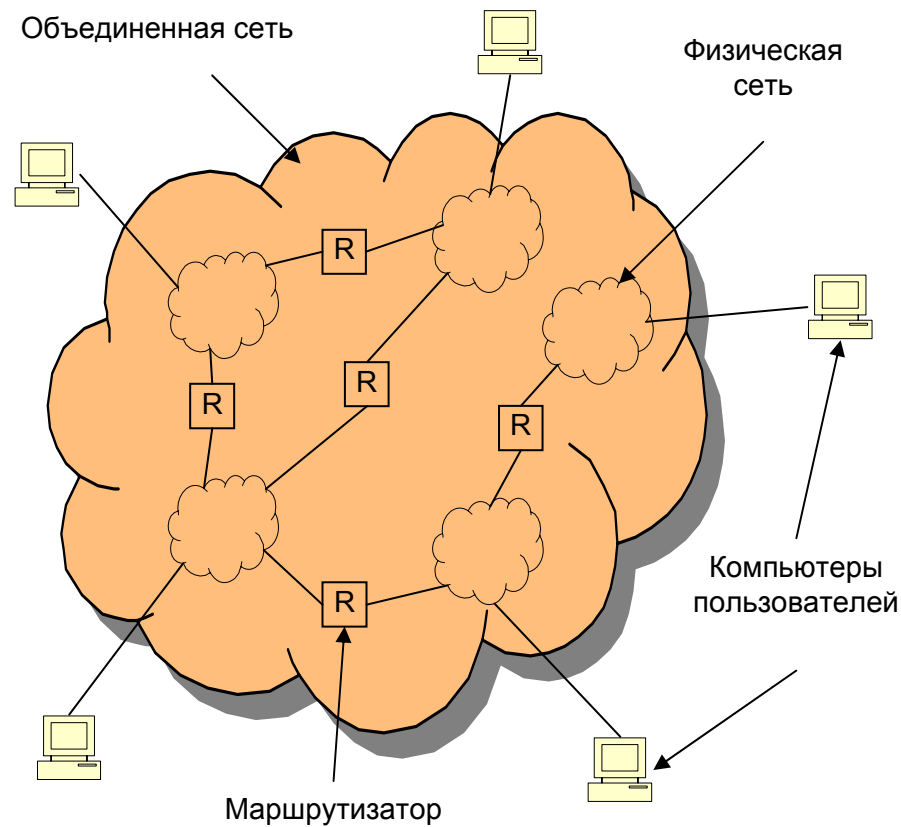 Объединенная сеть
Физическая
сеть
R
R
R
R
R
Компьютеры
пользователей
Маршрутизатор